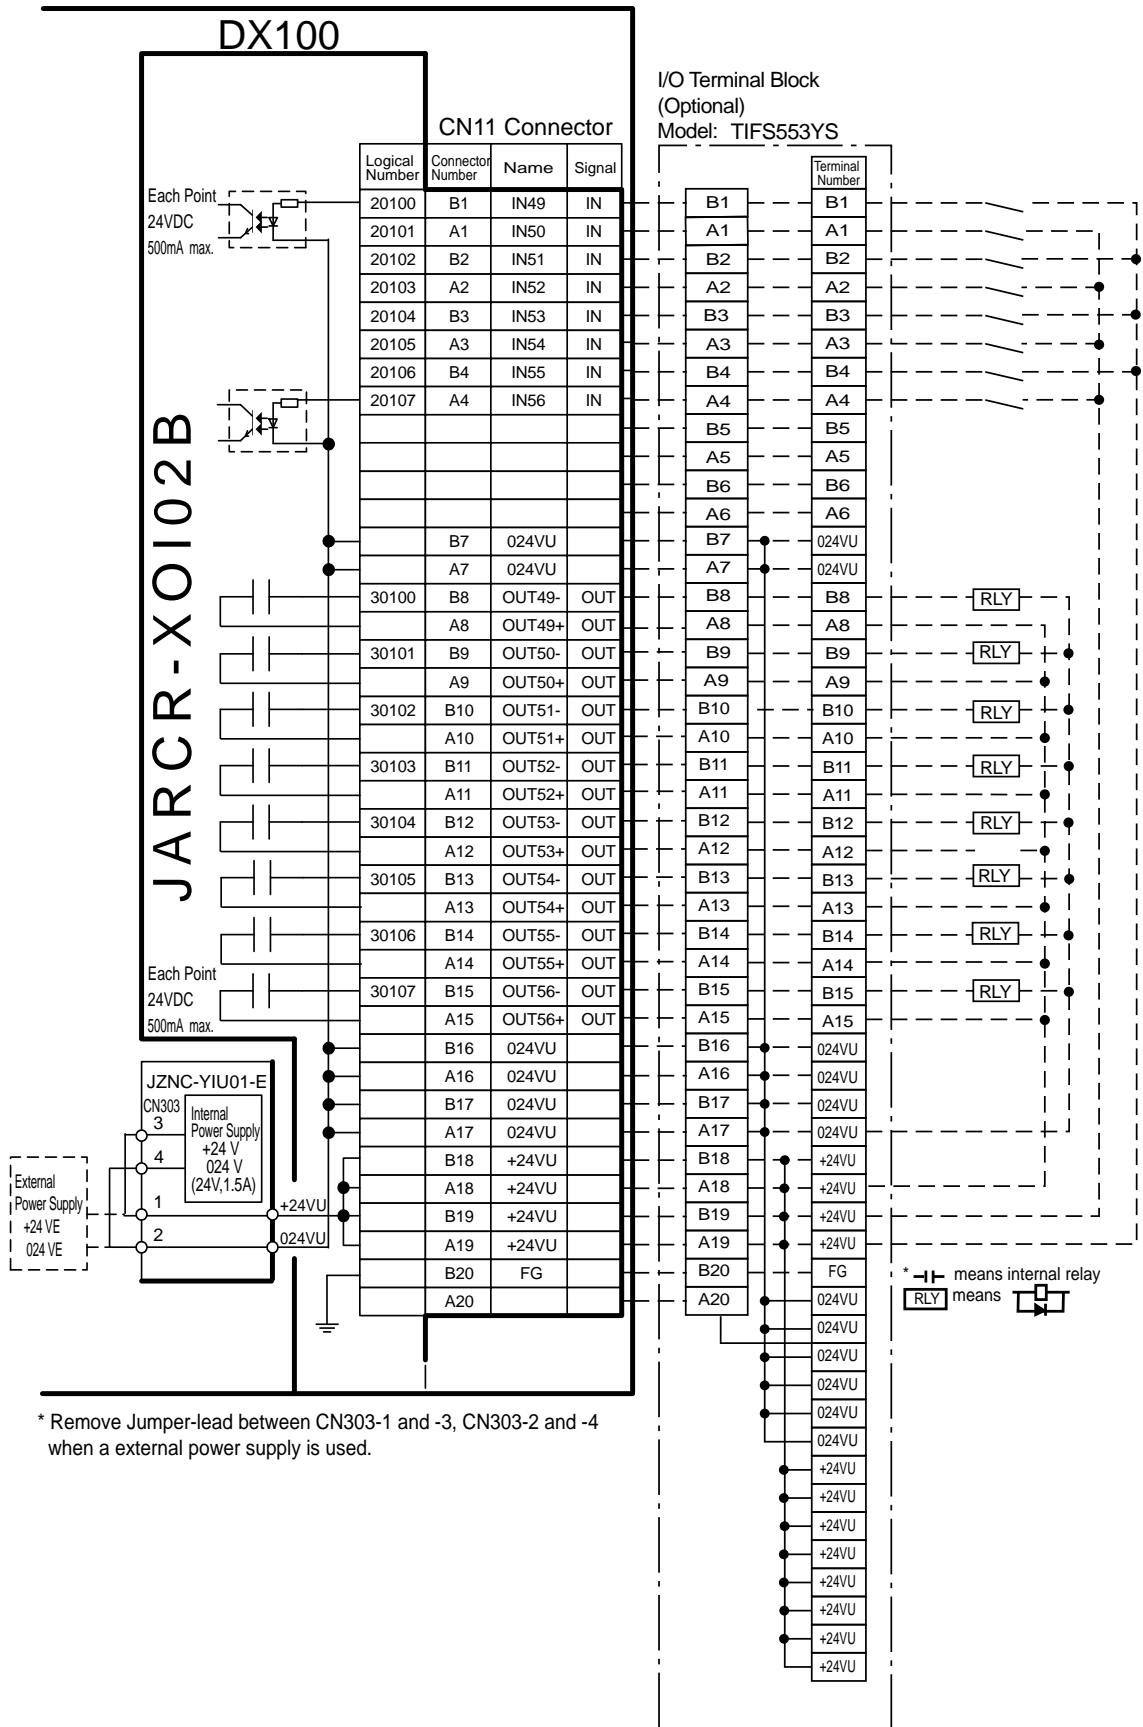 DX100
I/O Terminal Block
(Optional)
Model: TIFS553YS
CN11 Connector
Logical Number Connector Number Name Signal Terminal Number
Each Point
24VDC
500mA max.
20100 B1 IN49 IN B1 B1
20101 A1 IN50 IN A1 A1
20102 B2 IN51 IN B2 B2
20103 A2 IN52 IN A2 A2
20104 B3 IN53 IN B3 B3
20105 A3 IN54 IN A3 A3
20106 B4 IN55 IN B4 B4
20107 A4 IN56 IN A4 A4
B5 B5
A5 A5
B6 B6
A6 A6
B7 024VU B7 024VU
A7 024VU A7 024VU
30100 B8 OUT49- OUT B8 B8 RLY
A8 OUT49+ OUT A8 A8
30101 B9 OUT50- OUT B9 B9 RLY
A9 OUT50+ OUT A9 A9
30102 B10 OUT51- OUT B10 B10 RLY
A10 OUT51+ OUT A10 A10
30103 B11 OUT52- OUT B11 B11 RLY
A11 OUT52+ OUT A11 A11
30104 B12 OUT53- OUT B12 B12 RLY
A12 OUT53+ OUT A12 A12
30105 B13 OUT54- OUT B13 B13 RLY
A13 OUT54+ OUT A13 A13
30106 B14 OUT55- OUT B14 B14 RLY
A14 OUT55+ OUT A14 A14
30107 B15 OUT56- OUT B15 B15 RLY
A15 OUT56+ OUT A15 A15
B16 024VU B16 024VU
A16 024VU A16 024VU
B17 024VU B17 024VU
A17 024VU A17 024VU
B18 +24VU B18 +24VU
A18 +24VU A18 +24VU
B19 +24VU B19 +24VU
A19 +24VU A19 +24VU
B20 FG B20 FG
A20 A20 024VU
024VU
024VU
024VU
024VU
024VU
+24VU
+24VU
+24VU
+24VU
+24VU
+24VU
+24VU
+24VU
JARCR-XOI02B
Each Point
24VDC
500mA max.
JZNC-YIU01-E
CN303
3
4
1
2
Internal
Power Supply
+24 V
024 V
(24V,1.5A)
External
Power Supply
+24 VE
024 VE
+24VU
024VU
* means internal relay
RLY means
* Remove Jumper-lead between CN303-1 and -3, CN303-2 and -4
when a external power supply is used.